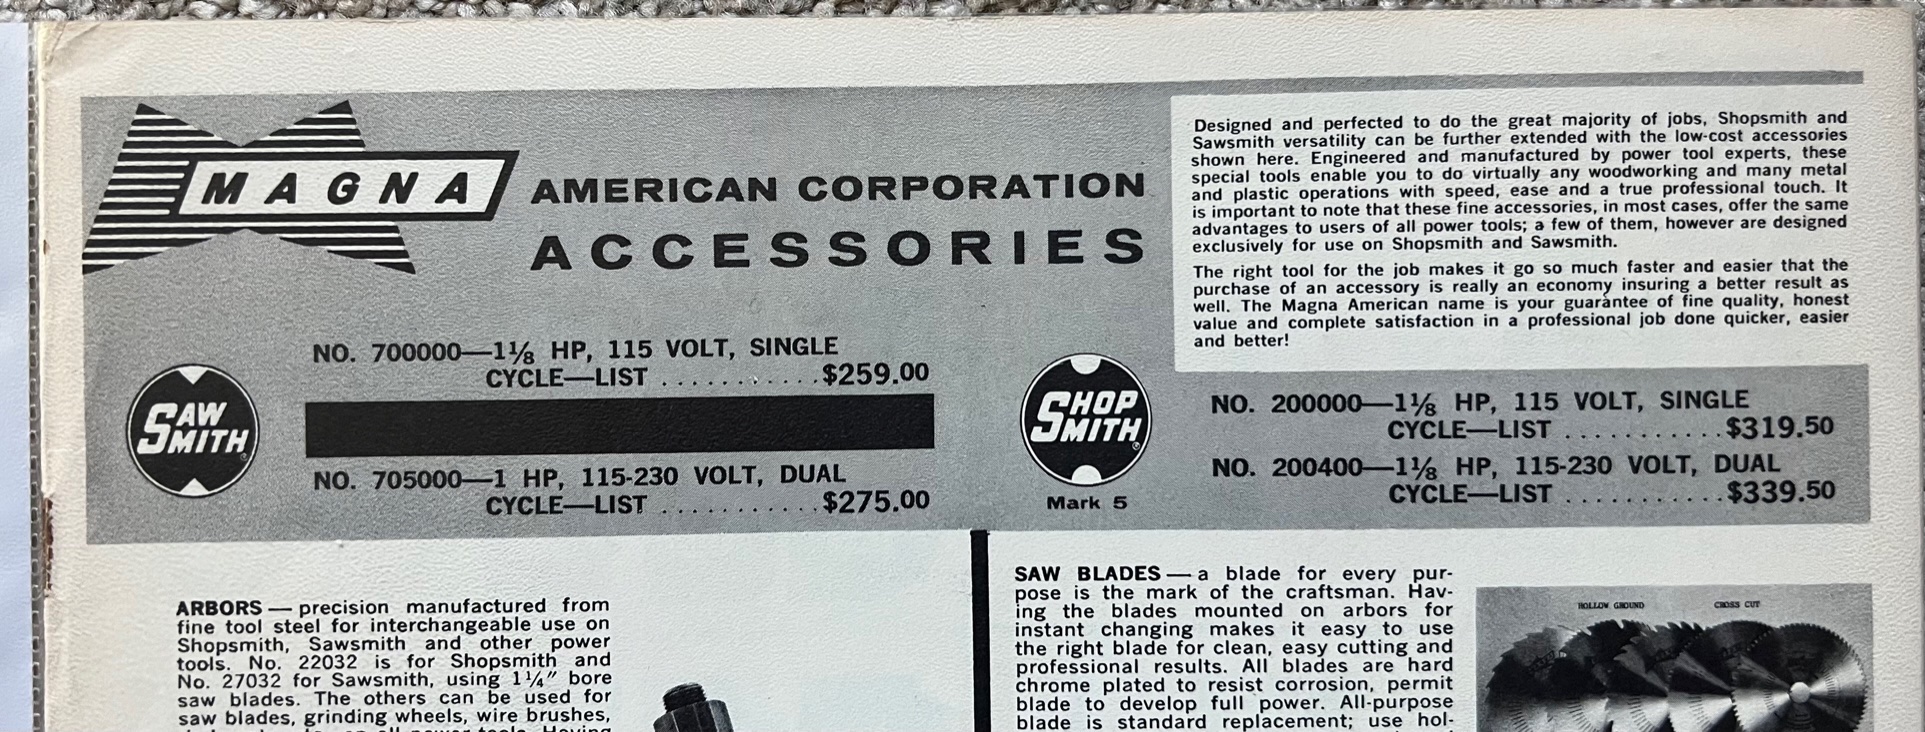 MAGNA
AMERICAN CORPORATION
ACCESSORIES
Designed and perfected to do the great majority of jobs, Shopsmith and
Sawsmith versatility can be further extended with the low-cost accessories
shown here. Engineered and manufactured by power tool experts, these
special tools enable you to do virtually any woodworking and many metal
and plastic operations with speed, ease and a true professional touch. It
is important to note that these fine accessories, in most cases, offer the same
advantages to users of all power tools; a few of them, however are designed
exclusively for use on Shopsmith and Sawsmith.
The right tool for the job makes it go so much faster and easier that the
purchase of an accessory is really an economy insuring a better result as
well. The Magna American name is your guarantee of fine quality, honest
value and complete satisfaction in a professional job done quicker, easier
and better!
SAW
SMITH®
NO. 700000—1⅛ HP, 115 VOLT, SINGLE
CYCLE—LIST ............$259.00
NO. 705000—1 HP, 115-230 VOLT, DUAL
CYCLE—LIST ............$275.00
SHOP
SMITH®
Mark 5
NO. 200000—1⅛ HP, 115 VOLT, SINGLE
CYCLE—LIST ............$319.50
NO. 200400—1⅛ HP, 115-230 VOLT, DUAL
CYCLE—LIST ............$339.50
ARBORS — precision manufactured from
fine tool steel for interchangeable use on
Shopsmith, Sawsmith and other power
tools. No. 22032 is for Shopsmith and
No. 27032 for Sawsmith, using 1¼" bore
saw blades. The others can be used for
saw blades, grinding wheels, wire brushes,
SAW BLADES — a blade for every pur-
pose is the mark of the craftsman. Hav-
ing the blades mounted on arbors for
instant changing makes it easy to use
the right blade for clean, easy cutting and
professional results. All blades are hard
chrome plated to resist corrosion, permit
blade to develop full power. All-purpose
blade is standard replacement; use hol-
HOLLOW GROUND
CROSS CUT